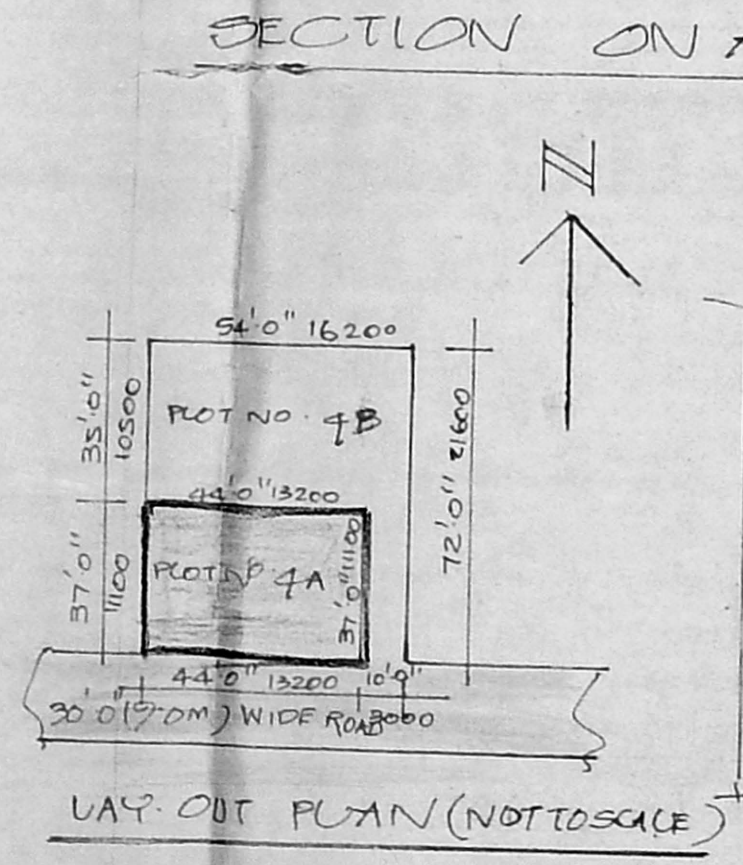 SECTION ON
N
54'-0" 16200
35'-0" 10500
PLOT NO. 4B
72'-0" 21600
44'-0" 13200
37'-0" 11100
PLOT NO. 4A
37'-0" 11100
44'-0" 13200 10'-0" 3000
30'-0 (9.0M) WIDE ROAD
LAY-OUT PLAN (NOT TO SCALE)